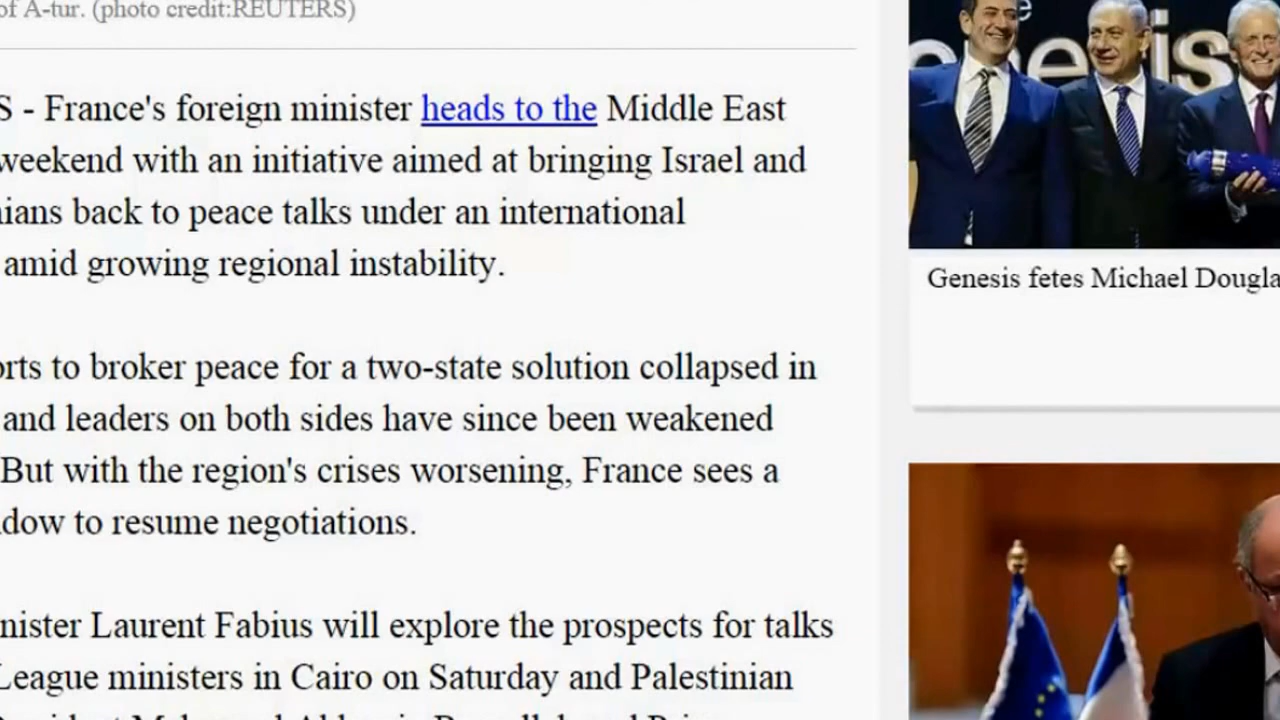 of A-tur. (photo credit:REUTERS)
S - France's foreign minister heads to the Middle East
weekend with an initiative aimed at bringing Israel and
nians back to peace talks under an international
amid growing regional instability.
orts to broker peace for a two-state solution collapsed in
and leaders on both sides have since been weakened
But with the region's crises worsening, France sees a
dow to resume negotiations.
nister Laurent Fabius will explore the prospects for talks
League ministers in Cairo on Saturday and Palestinian
enesis
Genesis fetes Michael Dougla